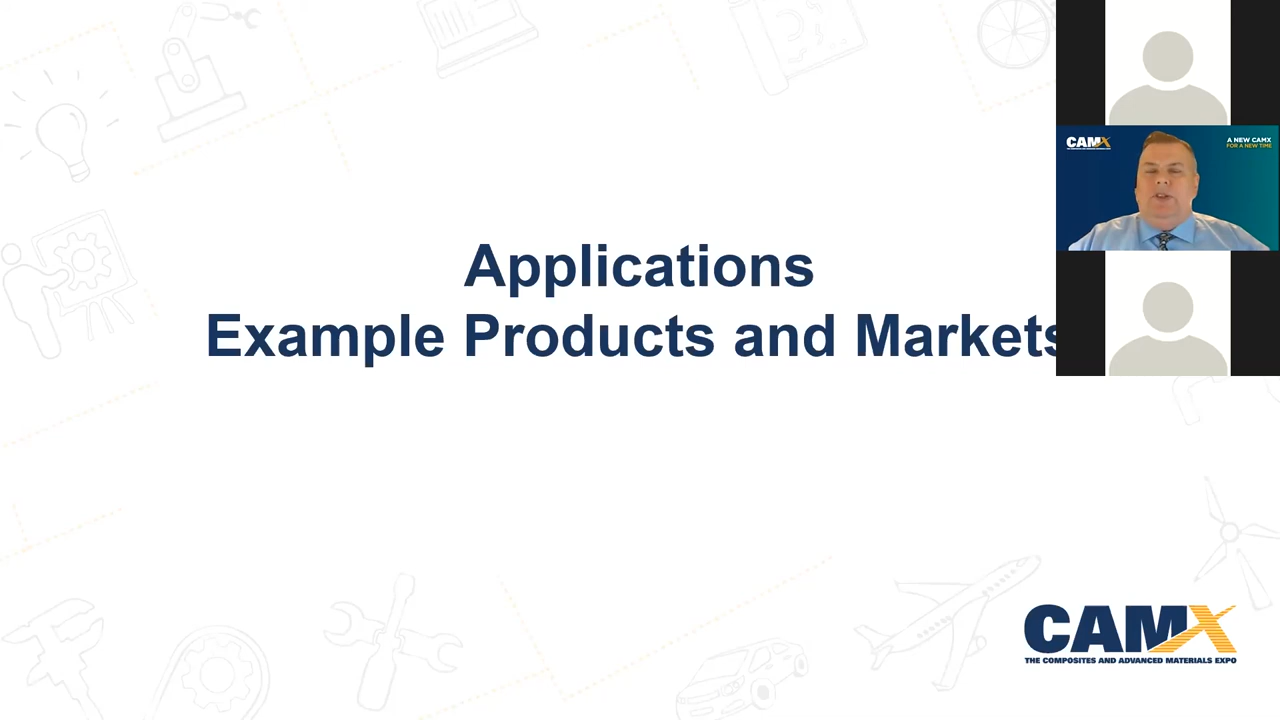 Applications
Example Products and Markets
CAMX
THE COMPOSITES AND ADVANCED MATERIALS EXPO
CAMX
A NEW CAMX
FOR A NEW TIME